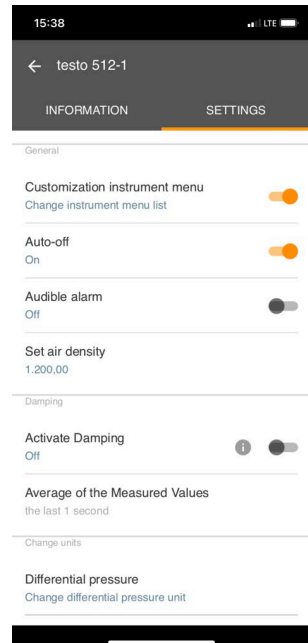 15:38
LTE
testo 512-1
INFORMATION
SETTINGS
General
Customization instrument menu
Change instrument menu list
Auto-off
On
Audible alarm
Off
Set air density
1.200,00
Damping
Activate Damping
Off
Average of the Measured Values
the last 1 second
Change units
Differential pressure
Change differential pressure unit